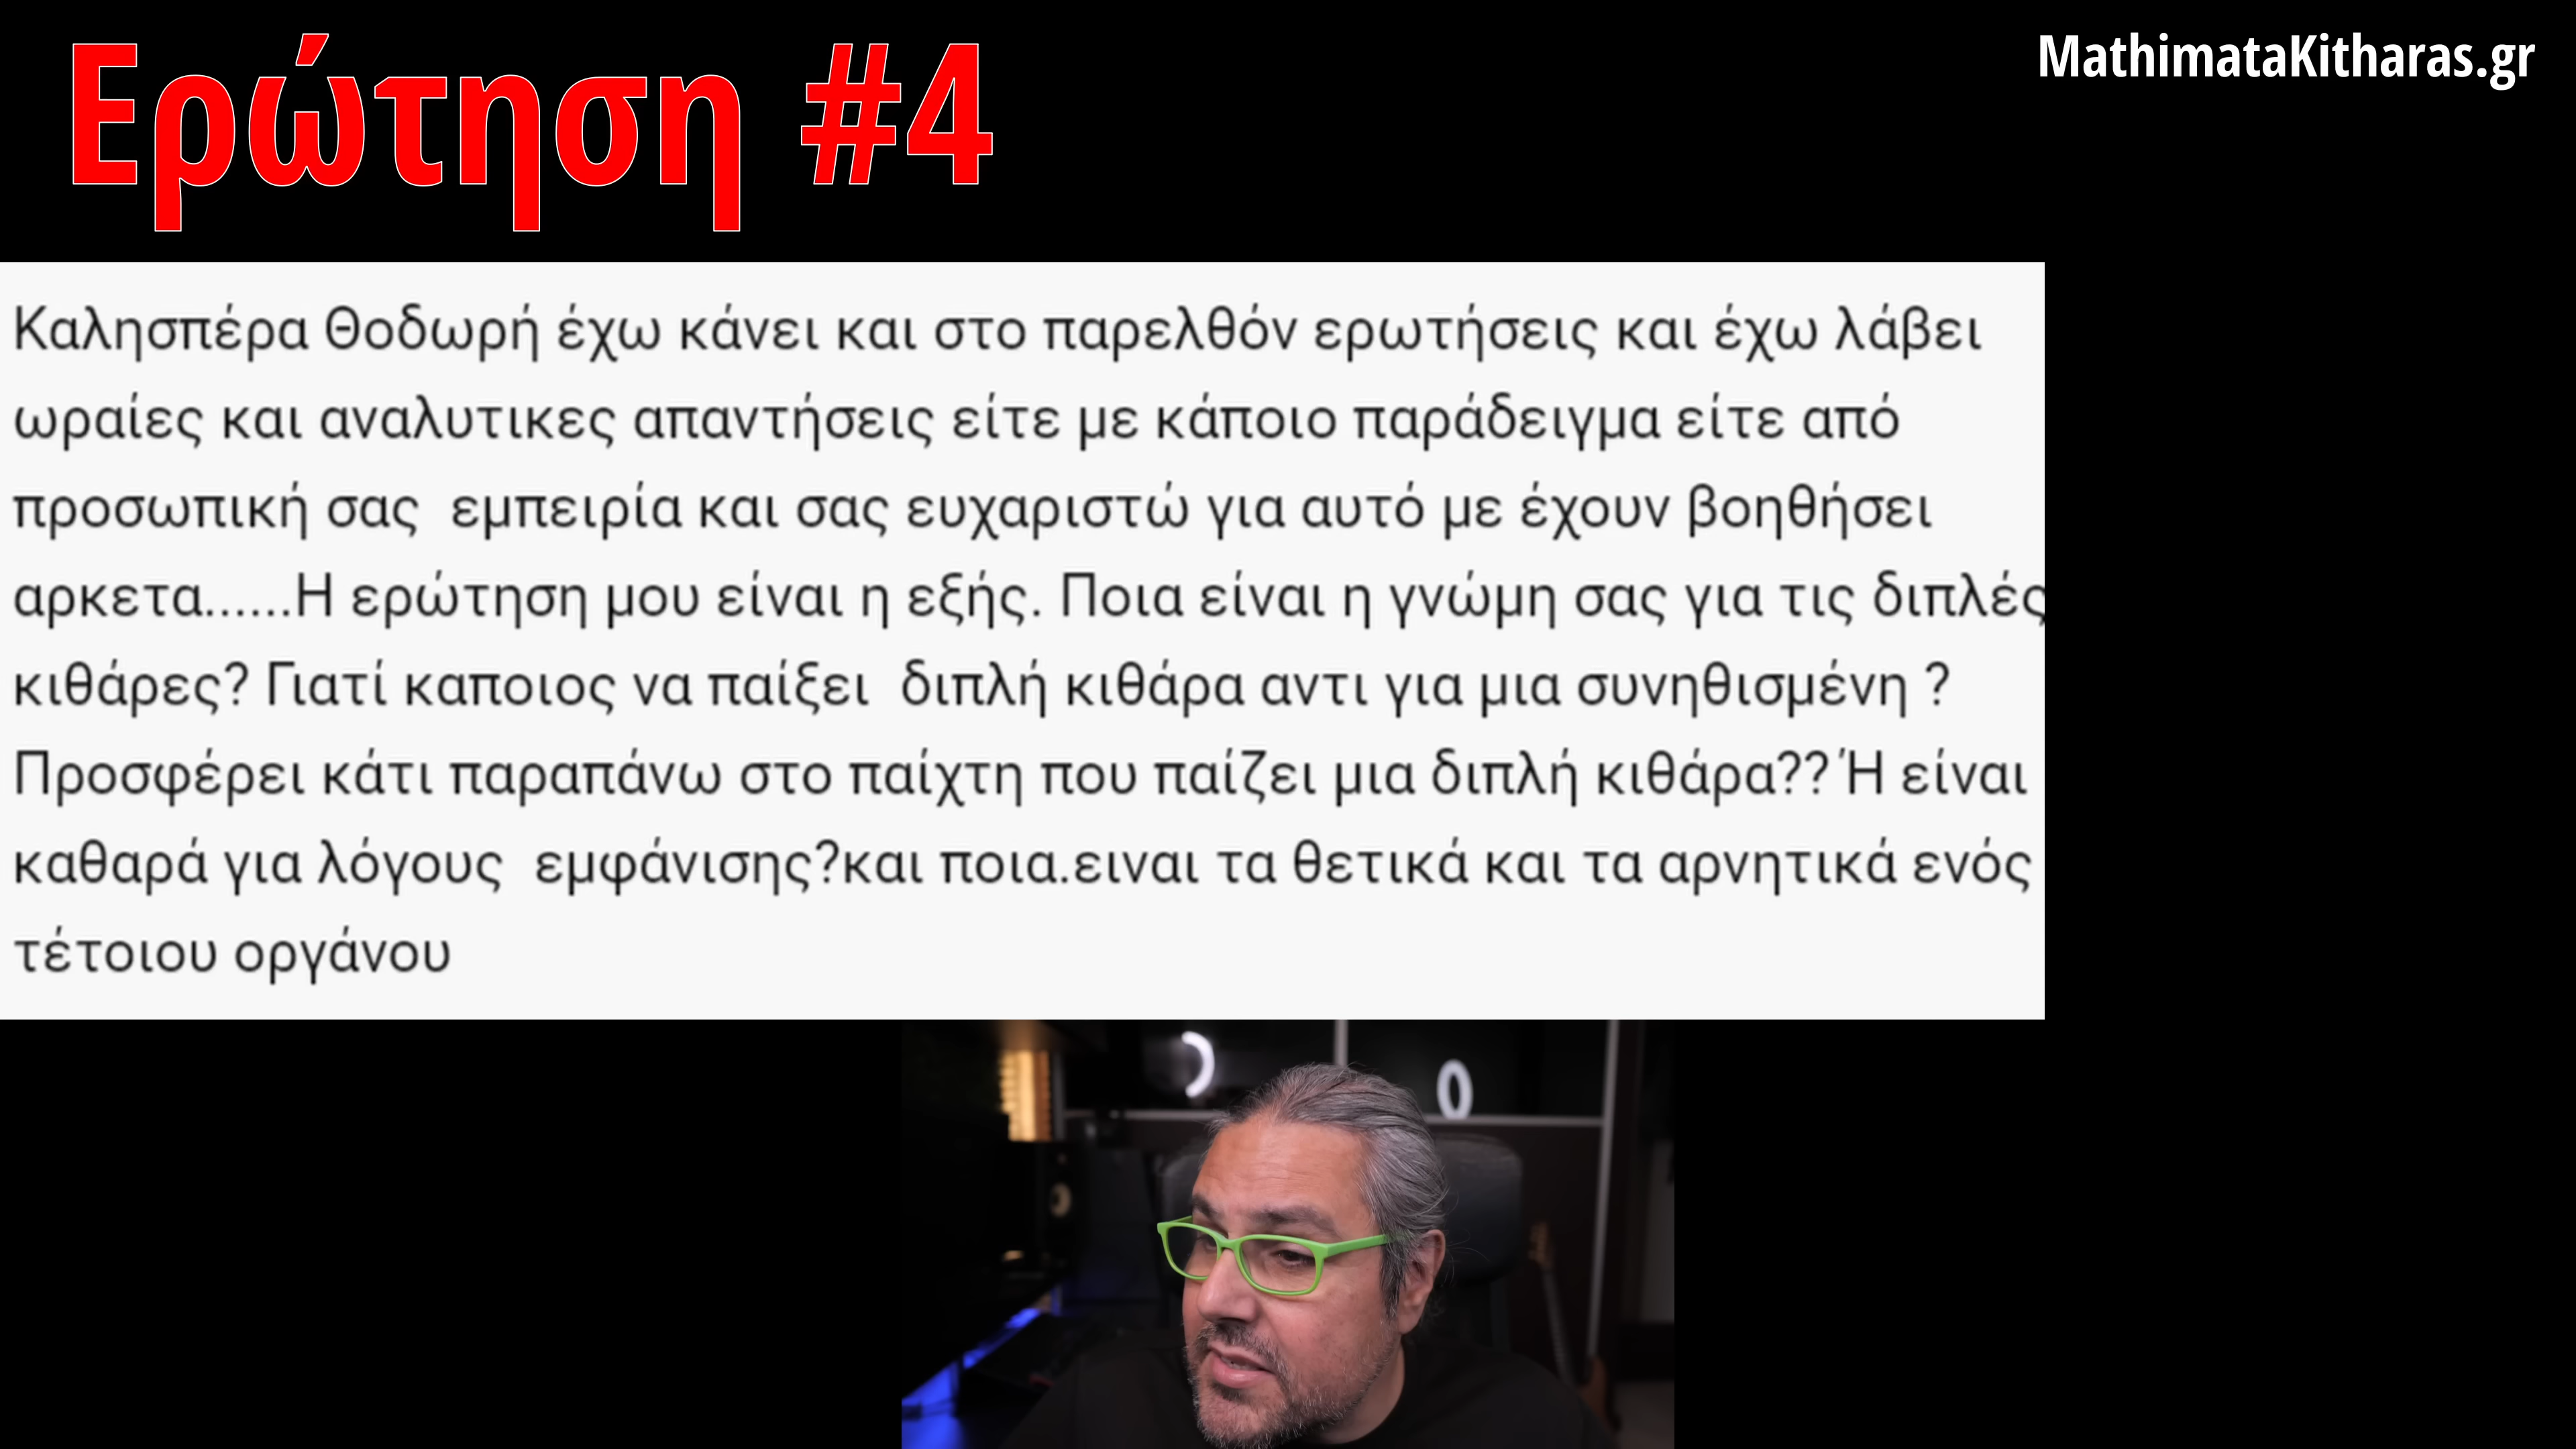 Ερώτηση #4
MathimataKitharas.gr
Καλησπέρα Θοδωρή έχω κάνει και στο παρελθόν ερωτήσεις και έχω λάβει
ωραίες και αναλυτικες απαντήσεις είτε με κάποιο παράδειγμα είτε από
προσωπική σας  εμπειρία και σας ευχαριστώ για αυτό με έχουν βοηθήσει
αρκετα......Η ερώτηση μου είναι η εξής. Ποια είναι η γνώμη σας για τις διπλές
κιθάρες? Γιατί καποιος να παίξει  διπλή κιθάρα αντι για μια συνηθισμένη ?
Προσφέρει κάτι παραπάνω στο παίχτη που παίζει μια διπλή κιθάρα?? Ή είναι
καθαρά για λόγους  εμφάνισης?και ποια.ειναι τα θετικά και τα αρνητικά ενός
τέτοιου οργάνου